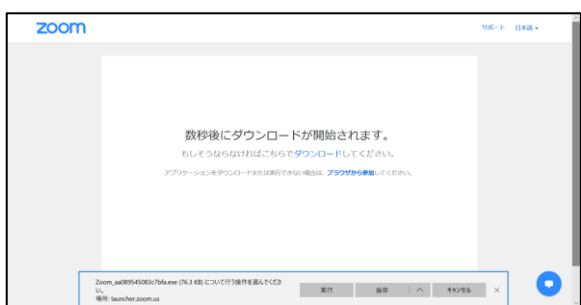 zoom
サポート 日本語
数秒後にダウンロードが開始されます。
もしそうならなければこちらでダウンロードしてください。
アプリケーションをダウンロードまたは実行できない場合は、ブラウザから参加してください。
Zoom_aa089545083c7bfa.exe (76.3 KB) について行う操作を選んでくださ
い。
場所: launcher.zoom.us
実行 保存 キャンセル